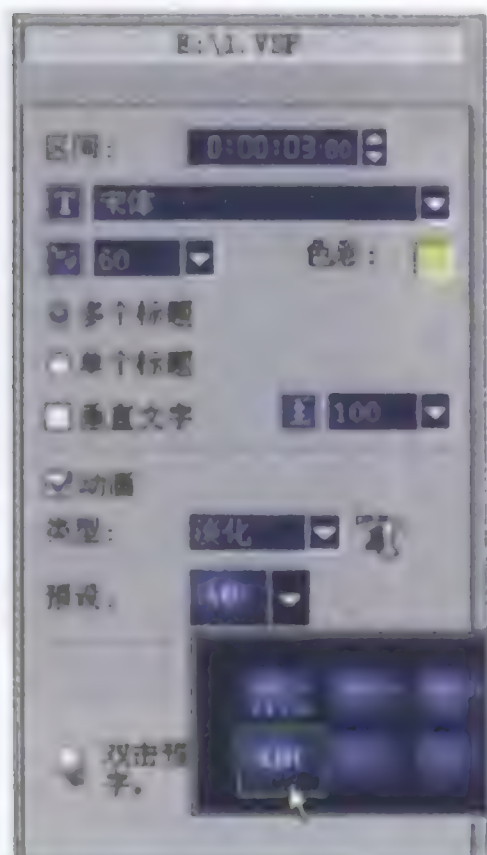 E:\1.VSP
区间： 0:00:03:00
T 宋体
60 色彩：
多个标题
单个标题
垂直文字 100
动画
类型： 淡化
预设：
双击预
字。